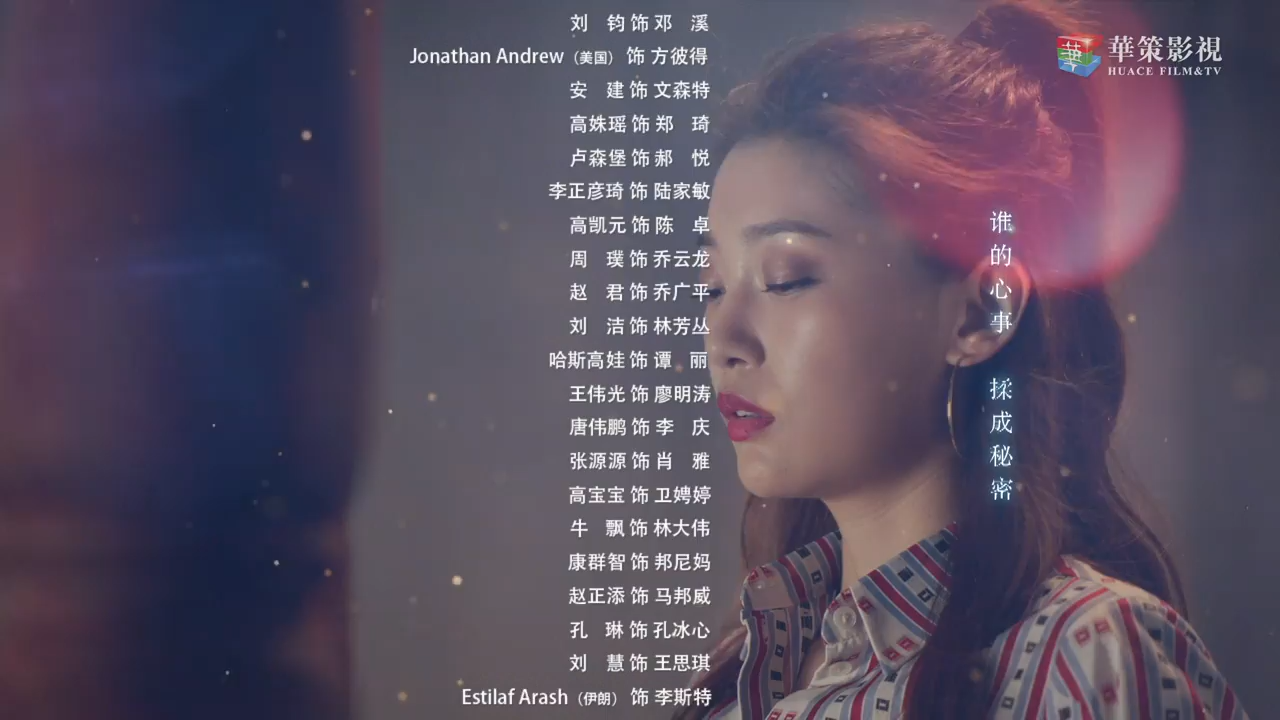 刘　钧 饰 邓　溪
Jonathan Andrew（美国） 饰 方彼得
安　建 饰 文森特
高姝瑶 饰 郑　琦
卢森堡 饰 郝　悦
李正彦琦 饰 陆家敏
高凯元 饰 陈　卓
周　璞 饰 乔云龙
赵　君 饰 乔广平
刘　洁 饰 林芳丛
哈斯高娃 饰 谭　丽
王伟光 饰 廖明涛
唐伟鹏 饰 李　庆
张源源 饰 肖　雅
高宝宝 饰 卫娉婷
牛　飘 饰 林大伟
康群智 饰 邦尼妈
赵正添 饰 马邦威
孔　琳 饰 孔冰心
刘　慧 饰 王思琪
Estilaf Arash（伊朗） 饰 李斯特
華
華策影視
HUACE FILM&TV
谁的心事　揉成秘密